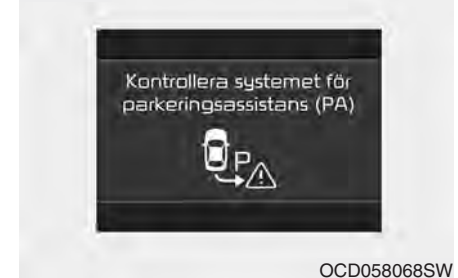 Kontrollera systemet för
parkeringsassistans (PA)
P
OCD058068SW